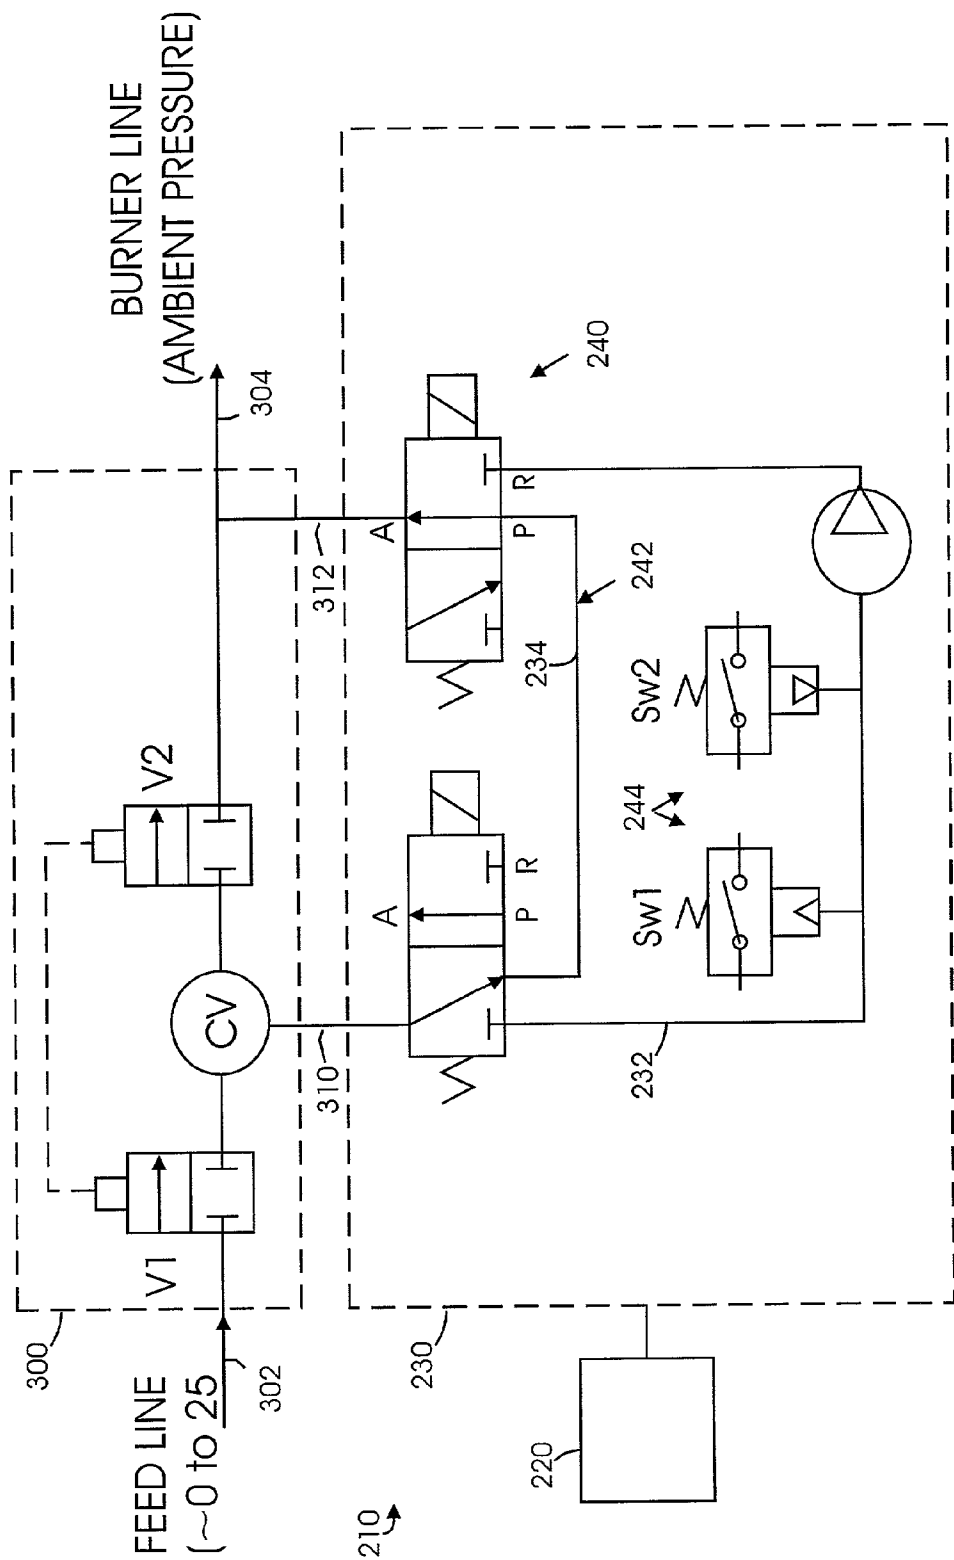 BURNER LINE
(AMBIENT PRESSURE)
304
V2
CV
V1
300
302
FEED LINE
(~0 to 25
312
310
A
P
R
240
A
P
R
242
234
Sw2
244
Sw1
232
230
220
210